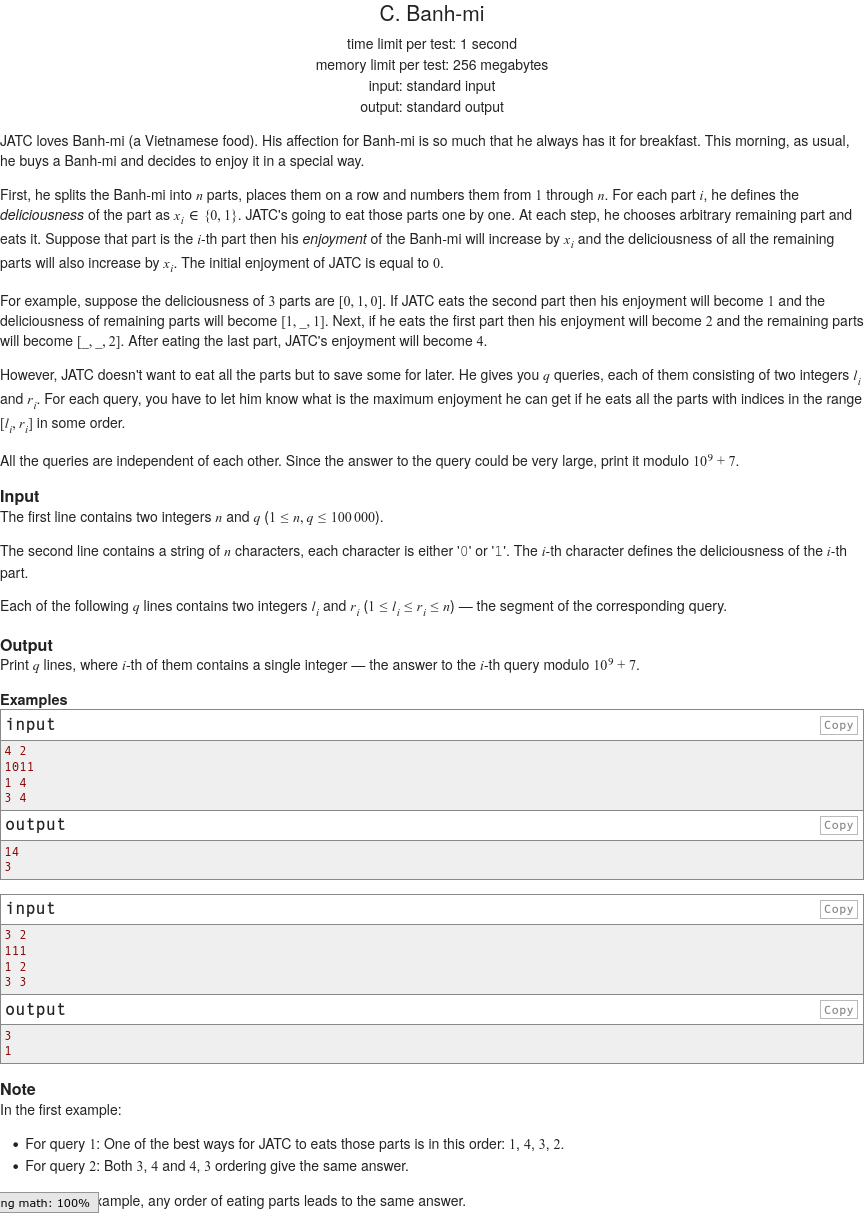 C. Banh-mi
time limit per test: 1 second
memory limit per test: 256 megabytes
input: standard input
output: standard output
JATC loves Banh-mi (a Vietnamese food). His affection for Banh-mi is so much that he always has it for breakfast. This morning, as usual,
he buys a Banh-mi and decides to enjoy it in a special way.
First, he splits the Banh-mi into n parts, places them on a row and numbers them from 1 through n. For each part i, he defines the
deliciousness of the part as x_i ∈ {0, 1}. JATC's going to eat those parts one by one. At each step, he chooses arbitrary remaining part and
eats it. Suppose that part is the i-th part then his enjoyment of the Banh-mi will increase by x_i and the deliciousness of all the remaining
parts will also increase by x_i. The initial enjoyment of JATC is equal to 0.
For example, suppose the deliciousness of 3 parts are [0, 1, 0]. If JATC eats the second part then his enjoyment will become 1 and the
deliciousness of remaining parts will become [1, _, 1]. Next, if he eats the first part then his enjoyment will become 2 and the remaining parts
will become [_, _, 2]. After eating the last part, JATC's enjoyment will become 4.
However, JATC doesn't want to eat all the parts but to save some for later. He gives you q queries, each of them consisting of two integers l_i
and r_i. For each query, you have to let him know what is the maximum enjoyment he can get if he eats all the parts with indices in the range
[l_i, r_i] in some order.
All the queries are independent of each other. Since the answer to the query could be very large, print it modulo 10^9 + 7.
Input
The first line contains two integers n and q (1 ≤ n, q ≤ 100 000).
The second line contains a string of n characters, each character is either '0' or '1'. The i-th character defines the deliciousness of the i-th
part.
Each of the following q lines contains two integers l_i and r_i (1 ≤ l_i ≤ r_i ≤ n) — the segment of the corresponding query.
Output
Print q lines, where i-th of them contains a single integer — the answer to the i-th query modulo 10^9 + 7.
Examples
input Copy
4 2
1011
1 4
3 4
output Copy
14
3
input Copy
3 2
111
1 2
3 3
output Copy
3
1
Note
In the first example:
• For query 1: One of the best ways for JATC to eats those parts is in this order: 1, 4, 3, 2.
• For query 2: Both 3, 4 and 4, 3 ordering give the same answer.
ng math: 100% xample, any order of eating parts leads to the same answer.